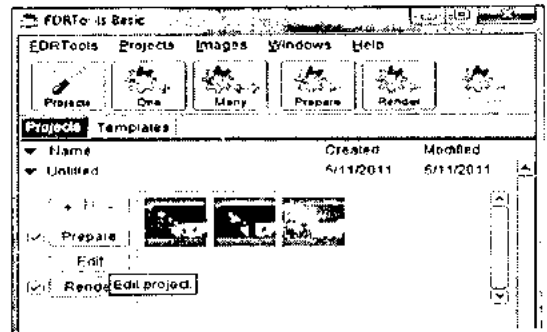 FDRTools Basic
FDRTools Projects Images Windows Help
Projects One Many Prepare Render
Projects Templates
Name Created Modified
Untitled 5/11/2011 5/11/2011
+ -
Prepare
Edit
Rende Edit project.